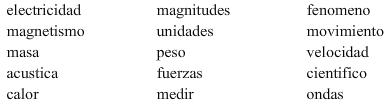 electricidad magnitudes fenomeno
magnetismo unidades movimiento
masa peso velocidad
acustica fuerzas cientifico
calor medir ondas